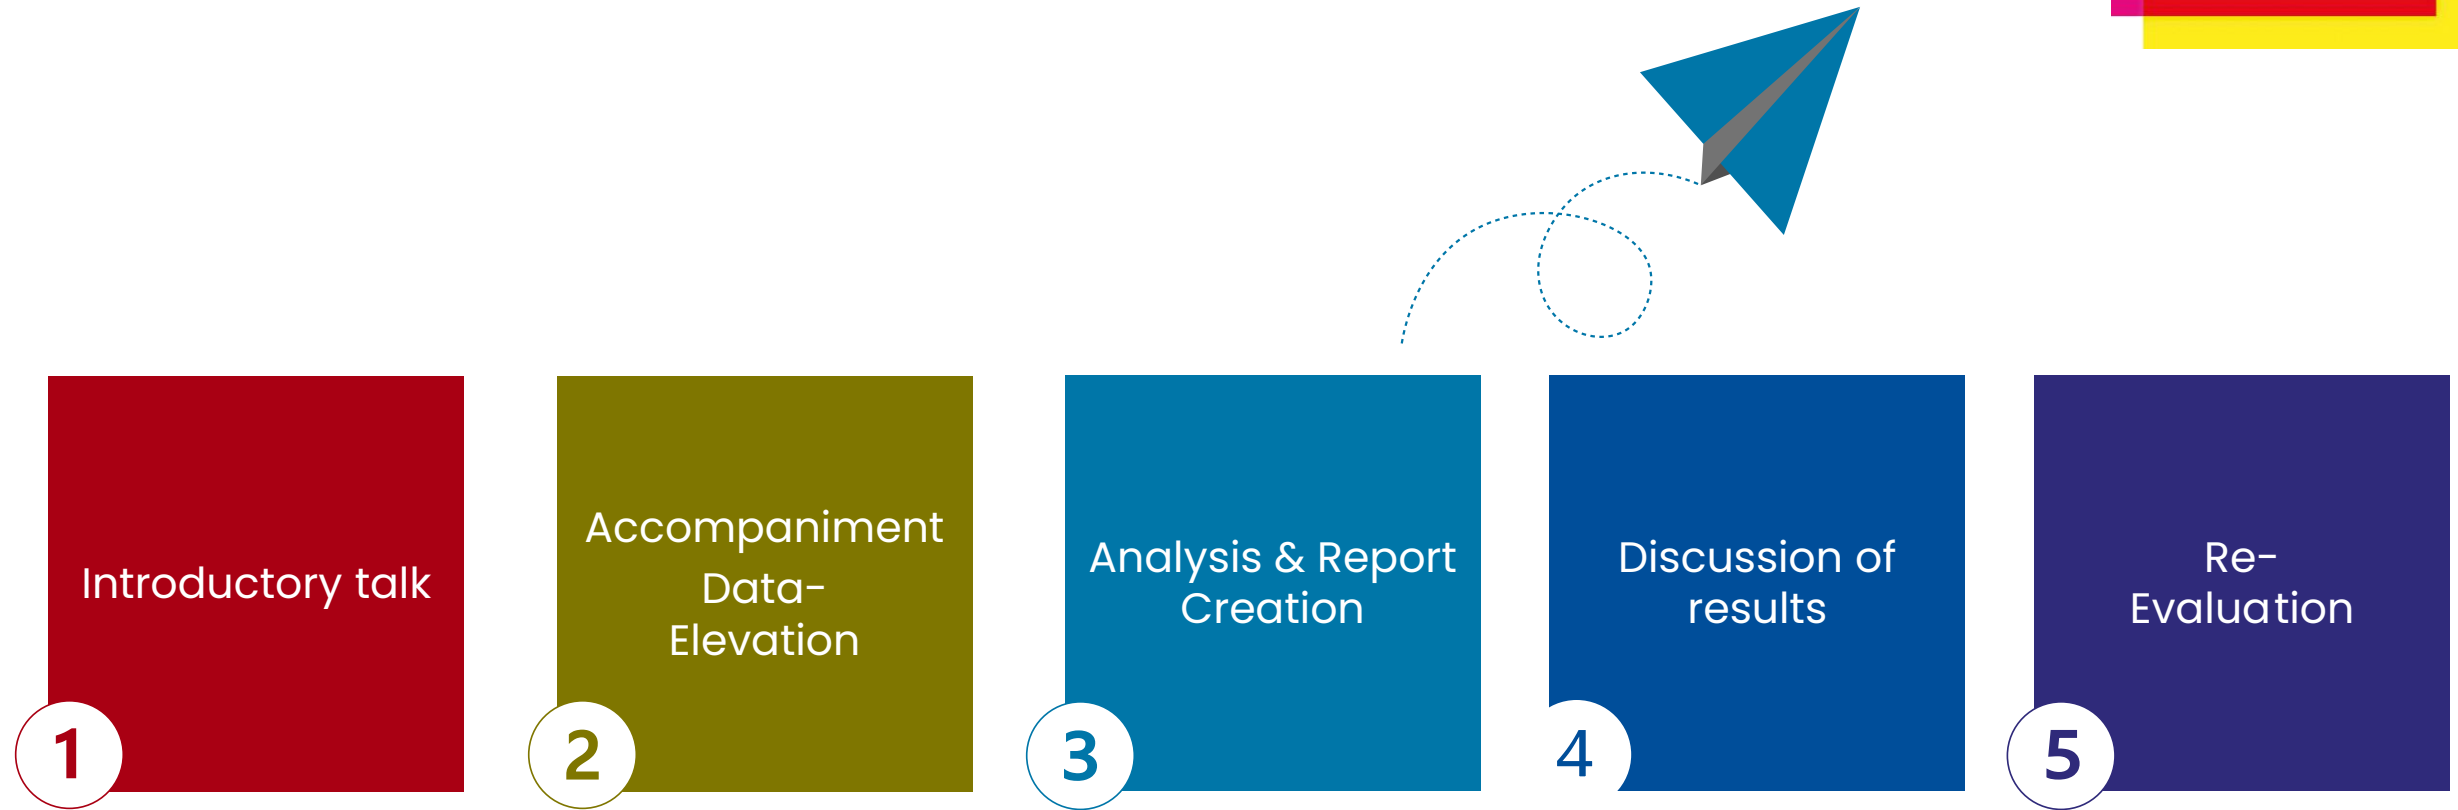 Introductory talk
1
Accompaniment
Data-
Elevation
2
Analysis & Report
Creation
3
Discussion of
results
4
Re-
Evaluation
5